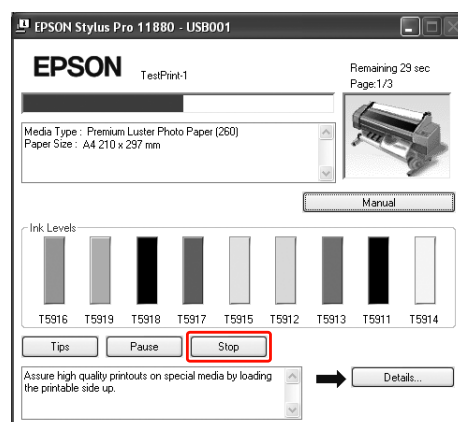 EPSON Stylus Pro 11880 - USB001
EPSON TestPrint-1
Remaining 29 sec
Page:1/3
Media Type : Premium Luster Photo Paper (260)
Paper Size : A4 210 x 297 mm
Manual
Ink Levels
T5916 T5919 T5918 T5917 T5915 T5912 T5913 T5911 T5914
Tips Pause Stop
Assure high quality printouts on special media by loading
the printable side up.
Details...